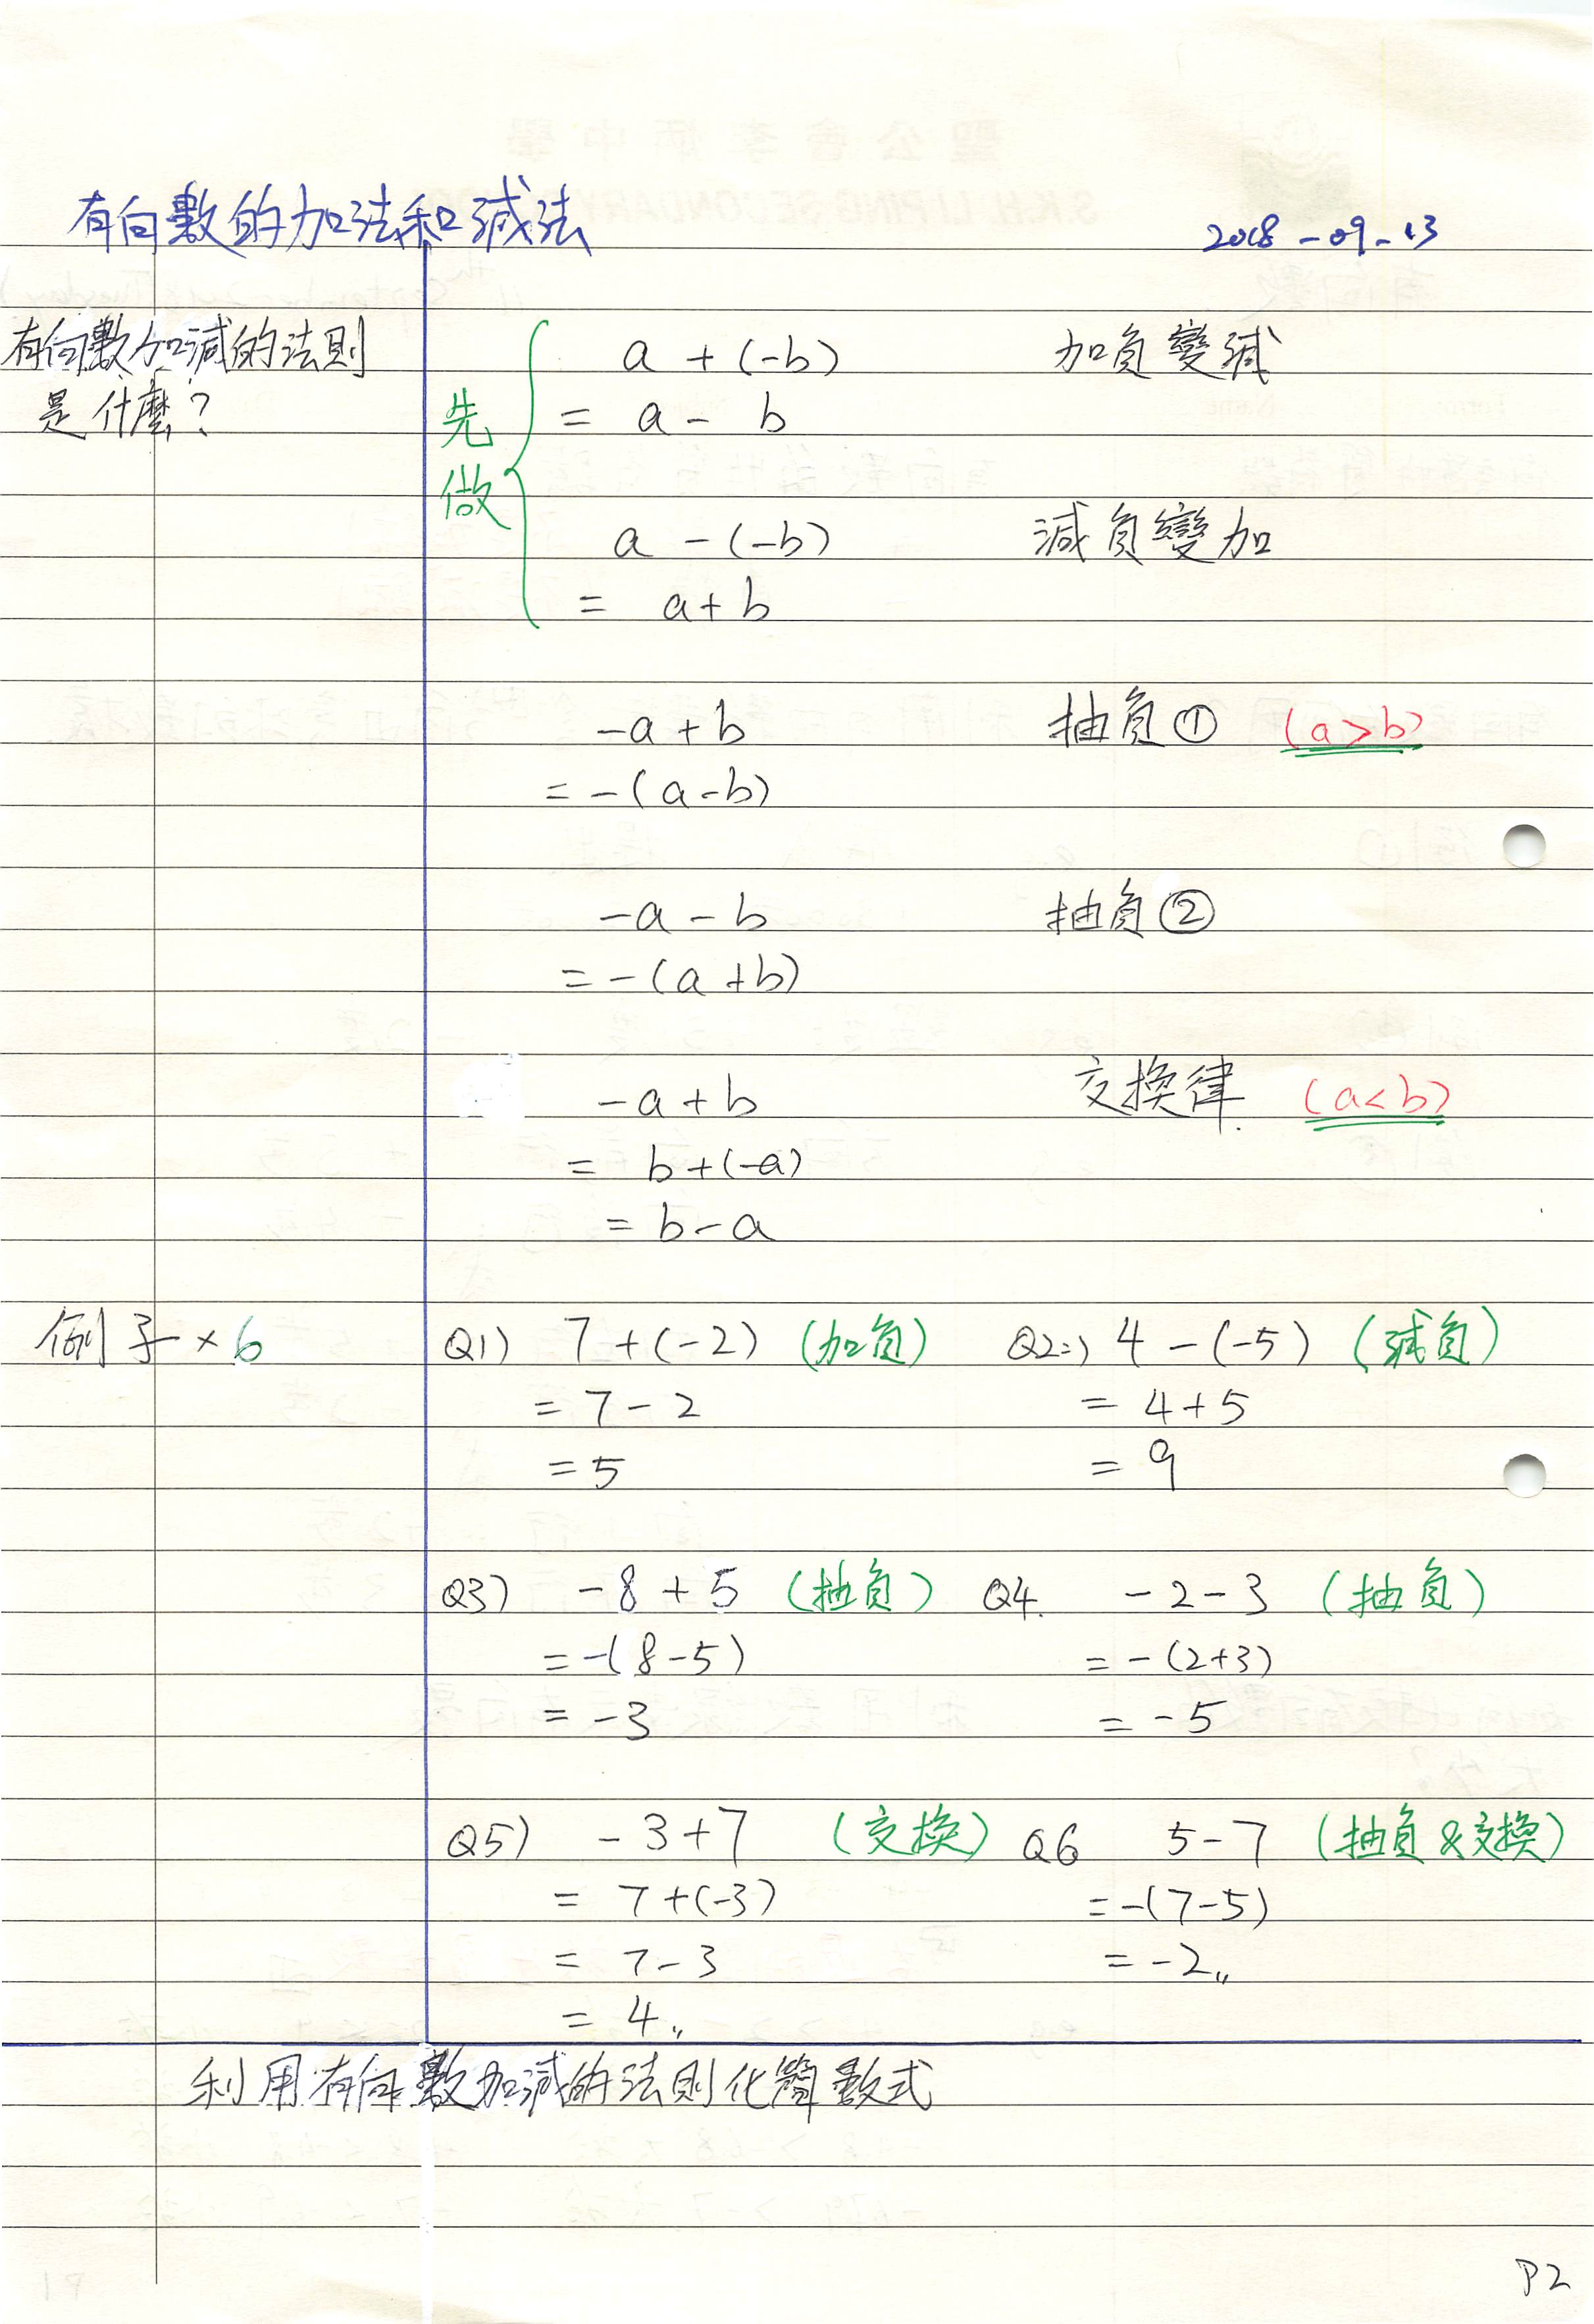 有向數的加法和減法 2018-09-13
有向數加減的法則
是什麼?
先做
a + (-b) 加負變減
= a - b
a - (-b) 減負變加
= a + b
-a + b 抽負① (a>b)
= -(a-b)
-a - b 抽負②
= -(a+b)
-a + b 交換律 (a<b)
= b+(-a)
= b-a
例子×6
Q1) 7+(-2) (加負) Q2:) 4-(-5) (減負)
= 7-2 = 4+5
= 5 = 9
Q3) -8+5 (抽負) Q4. -2-3 (抽負)
= -(8-5) = -(2+3)
= -3 = -5
Q5) -3+7 (交換) Q6 5-7 (抽負&交換)
= 7+(-3) = -(7-5)
= 7-3 = -2
= 4
利用有向數加減的法則化簡數式
P2